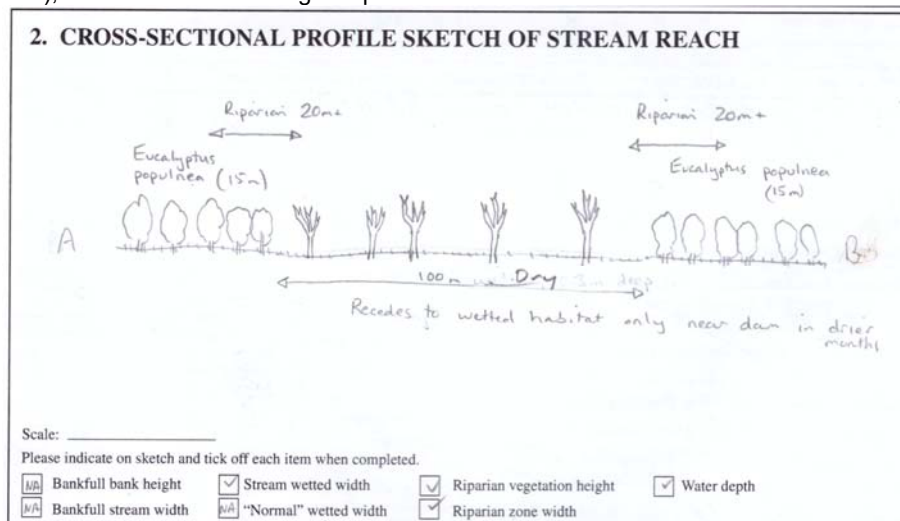 2. CROSS-SECTIONAL PROFILE SKETCH OF STREAM REACH
Riparian 20m+
Riparian 20m+
Eucalyptus
populnea (15m)
Eucalyptus populnea
(15m)
A
B
100m Dry
Recedes to wetted habitat only near dam in drier
months
Scale:
Please indicate on sketch and tick off each item when completed.
NA Bankfull bank height
Stream wetted width
Riparian vegetation height
Water depth
NA Bankfull stream width
NA "Normal" wetted width
Riparian zone width